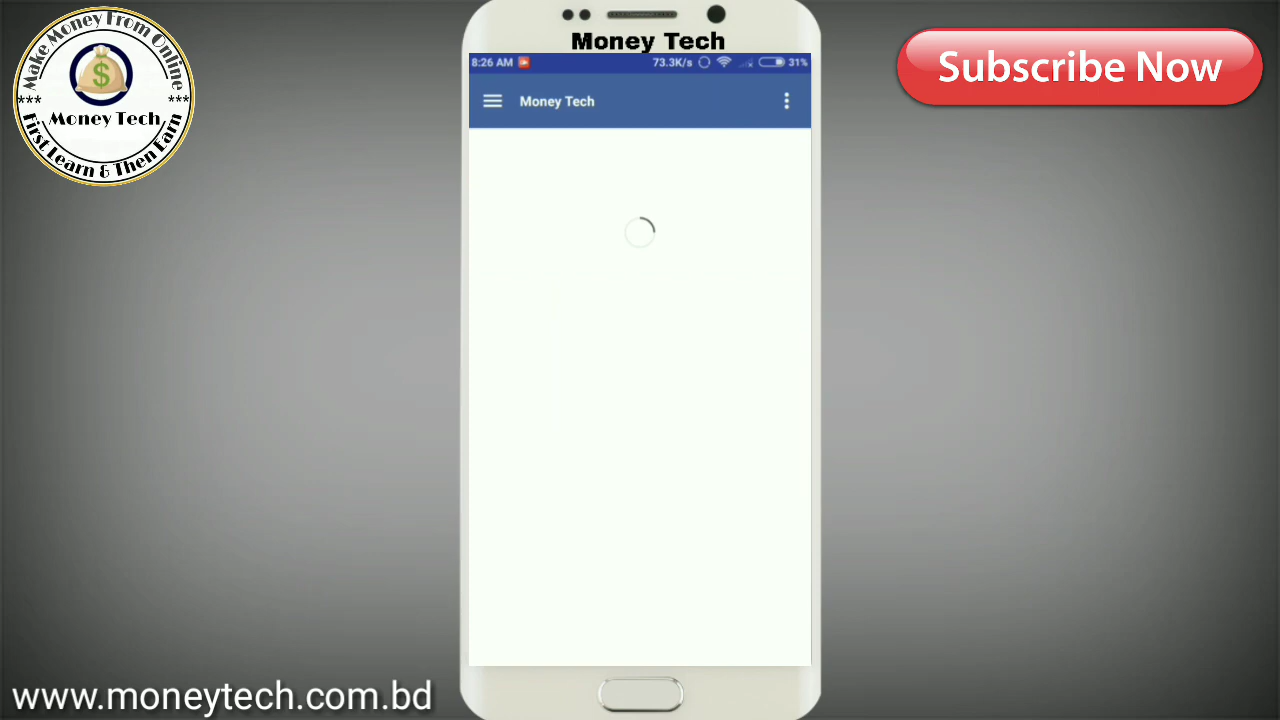 Make Money From Online
Money Tech
*** ***
First Learn & Then Earn
Money Tech
8:26 AM 73.3K/s 31%
Money Tech
Subscribe Now
www.moneytech.com.bd